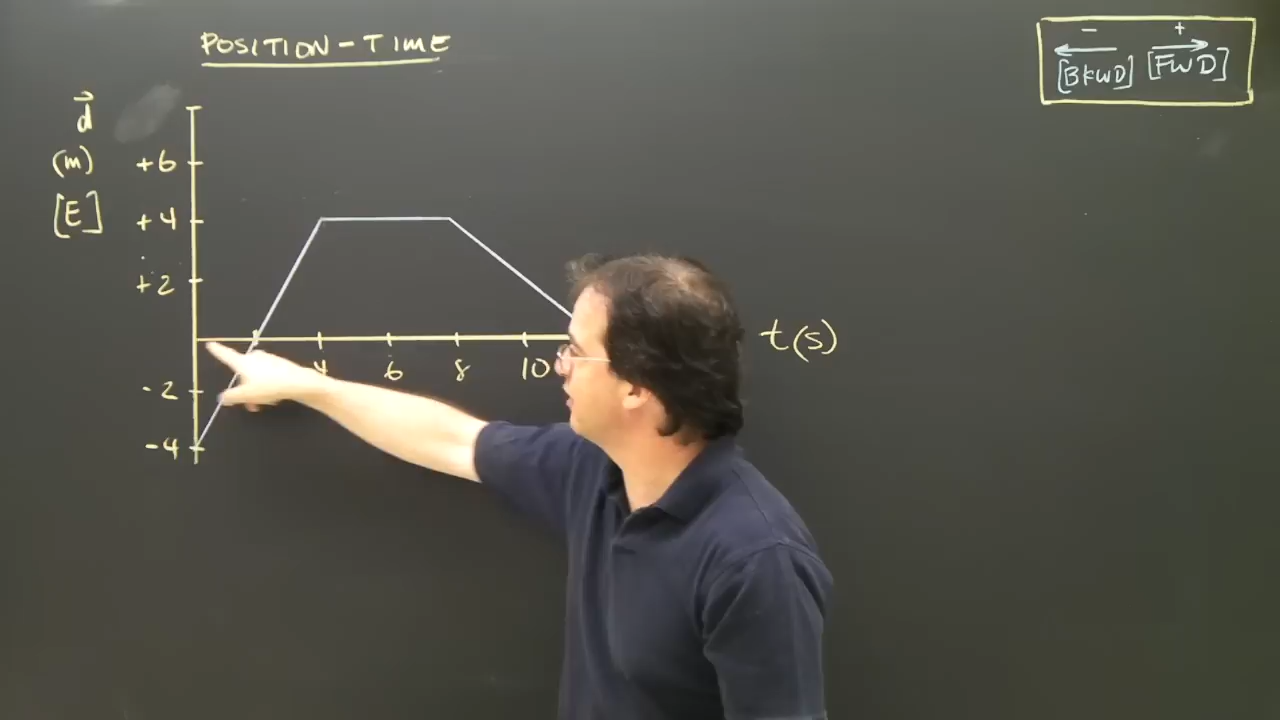 POSITION - TIME
- +
[BKWD] [FWD]
d
(m)
[E]
+6
+4
+2
-2
-4
4 6 8 10
t(s)